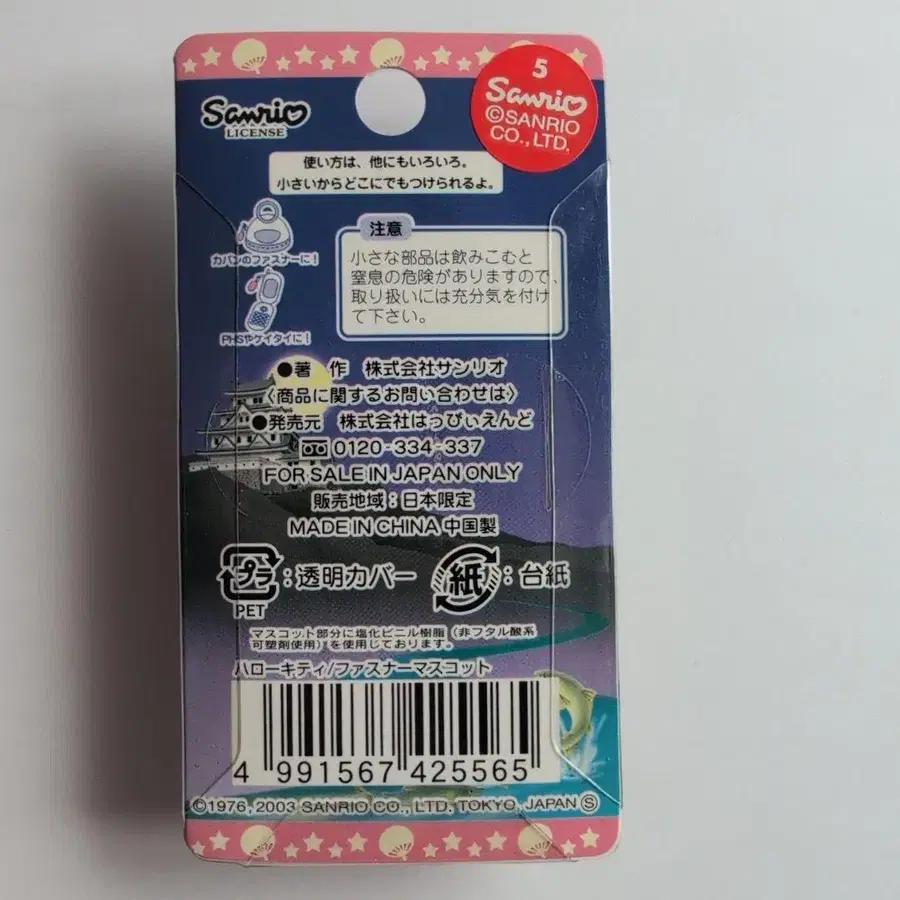 Sanrio
LICENSE
5
Sanrio
©SANRIO
CO., LTD.
使い方は、他にもいろいろ。
小さいからどこにでもつけられるよ。
カバンのファスナーに!
PHSやケイタイに!
注意
小さな部品は飲みこむと
窒息の危険がありますので、
取り扱いには充分気を付け
て下さい。
●著 作 株式会社サンリオ
〈商品に関するお問い合わせは〉
●発売元 株式会社はっぴぃえんど
0120-334-337
FOR SALE IN JAPAN ONLY
販売地域:日本限定
MADE IN CHINA 中国製
プラ:透明カバー
PET
紙:台紙
マスコット部分に塩化ビニル樹脂(非フタル酸系
可塑剤使用)を使用しております。
ハローキティ/ファスナーマスコット
4 991567 425565
©1976, 2003 SANRIO CO., LTD. TOKYO, JAPAN Ⓢ